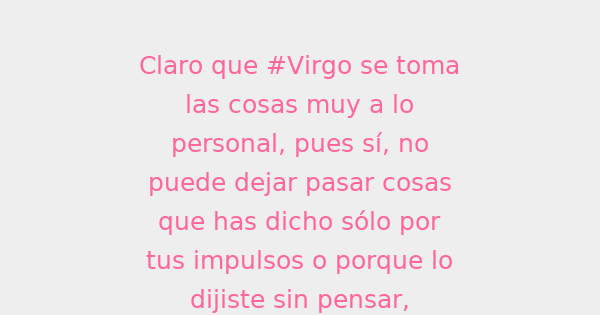 Claro que #Virgo se toma
las cosas muy a lo
personal, pues sí, no
puede dejar pasar cosas
que has dicho sólo por
tus impulsos o porque lo
dijiste sin pensar,